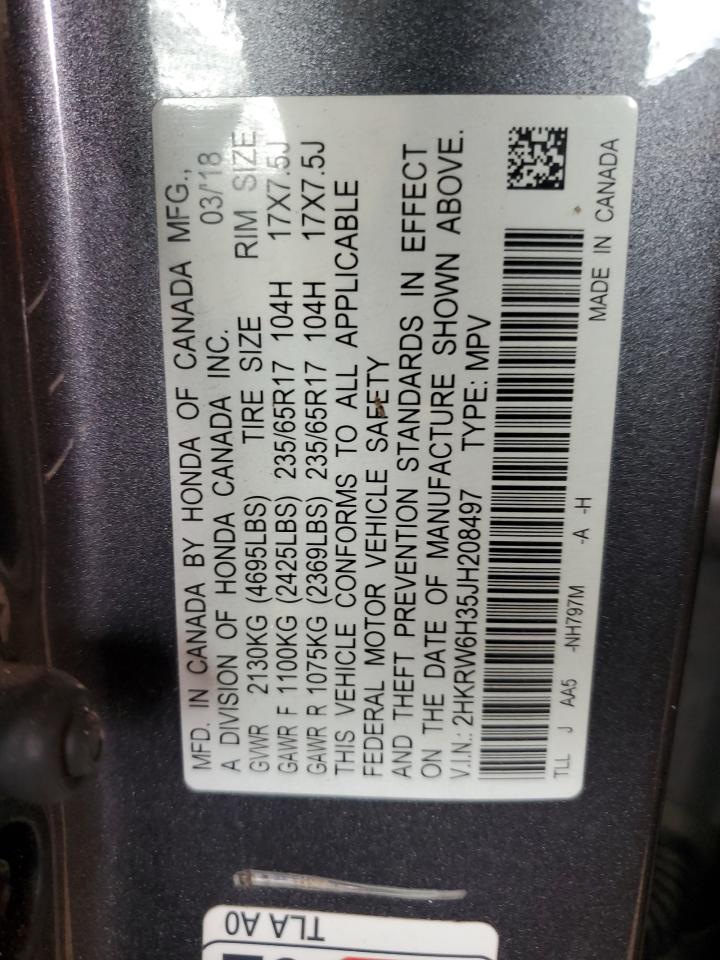 MFD. IN CANADA BY HONDA OF CANADA MFG.,
A DIVISION OF HONDA CANADA INC. 03/'18
GVWR 2130KG (4695LBS) TIRE SIZE RIM SIZE
GAWR F 1100KG (2425LBS) 235/65R17 104H 17X7.5J
GAWR R 1075KG (2369LBS) 235/65R17 104H 17X7.5J
THIS VEHICLE CONFORMS TO ALL APPLICABLE
FEDERAL MOTOR VEHICLE SAFETY
AND THEFT PREVENTION STANDARDS IN EFFECT
ON THE DATE OF MANUFACTURE SHOWN ABOVE.
V.I.N.: 2HKRW6H35JH208497 TYPE: MPV
TLL J AA5 -NH797M -A -H
MADE IN CANADA
TLA A0